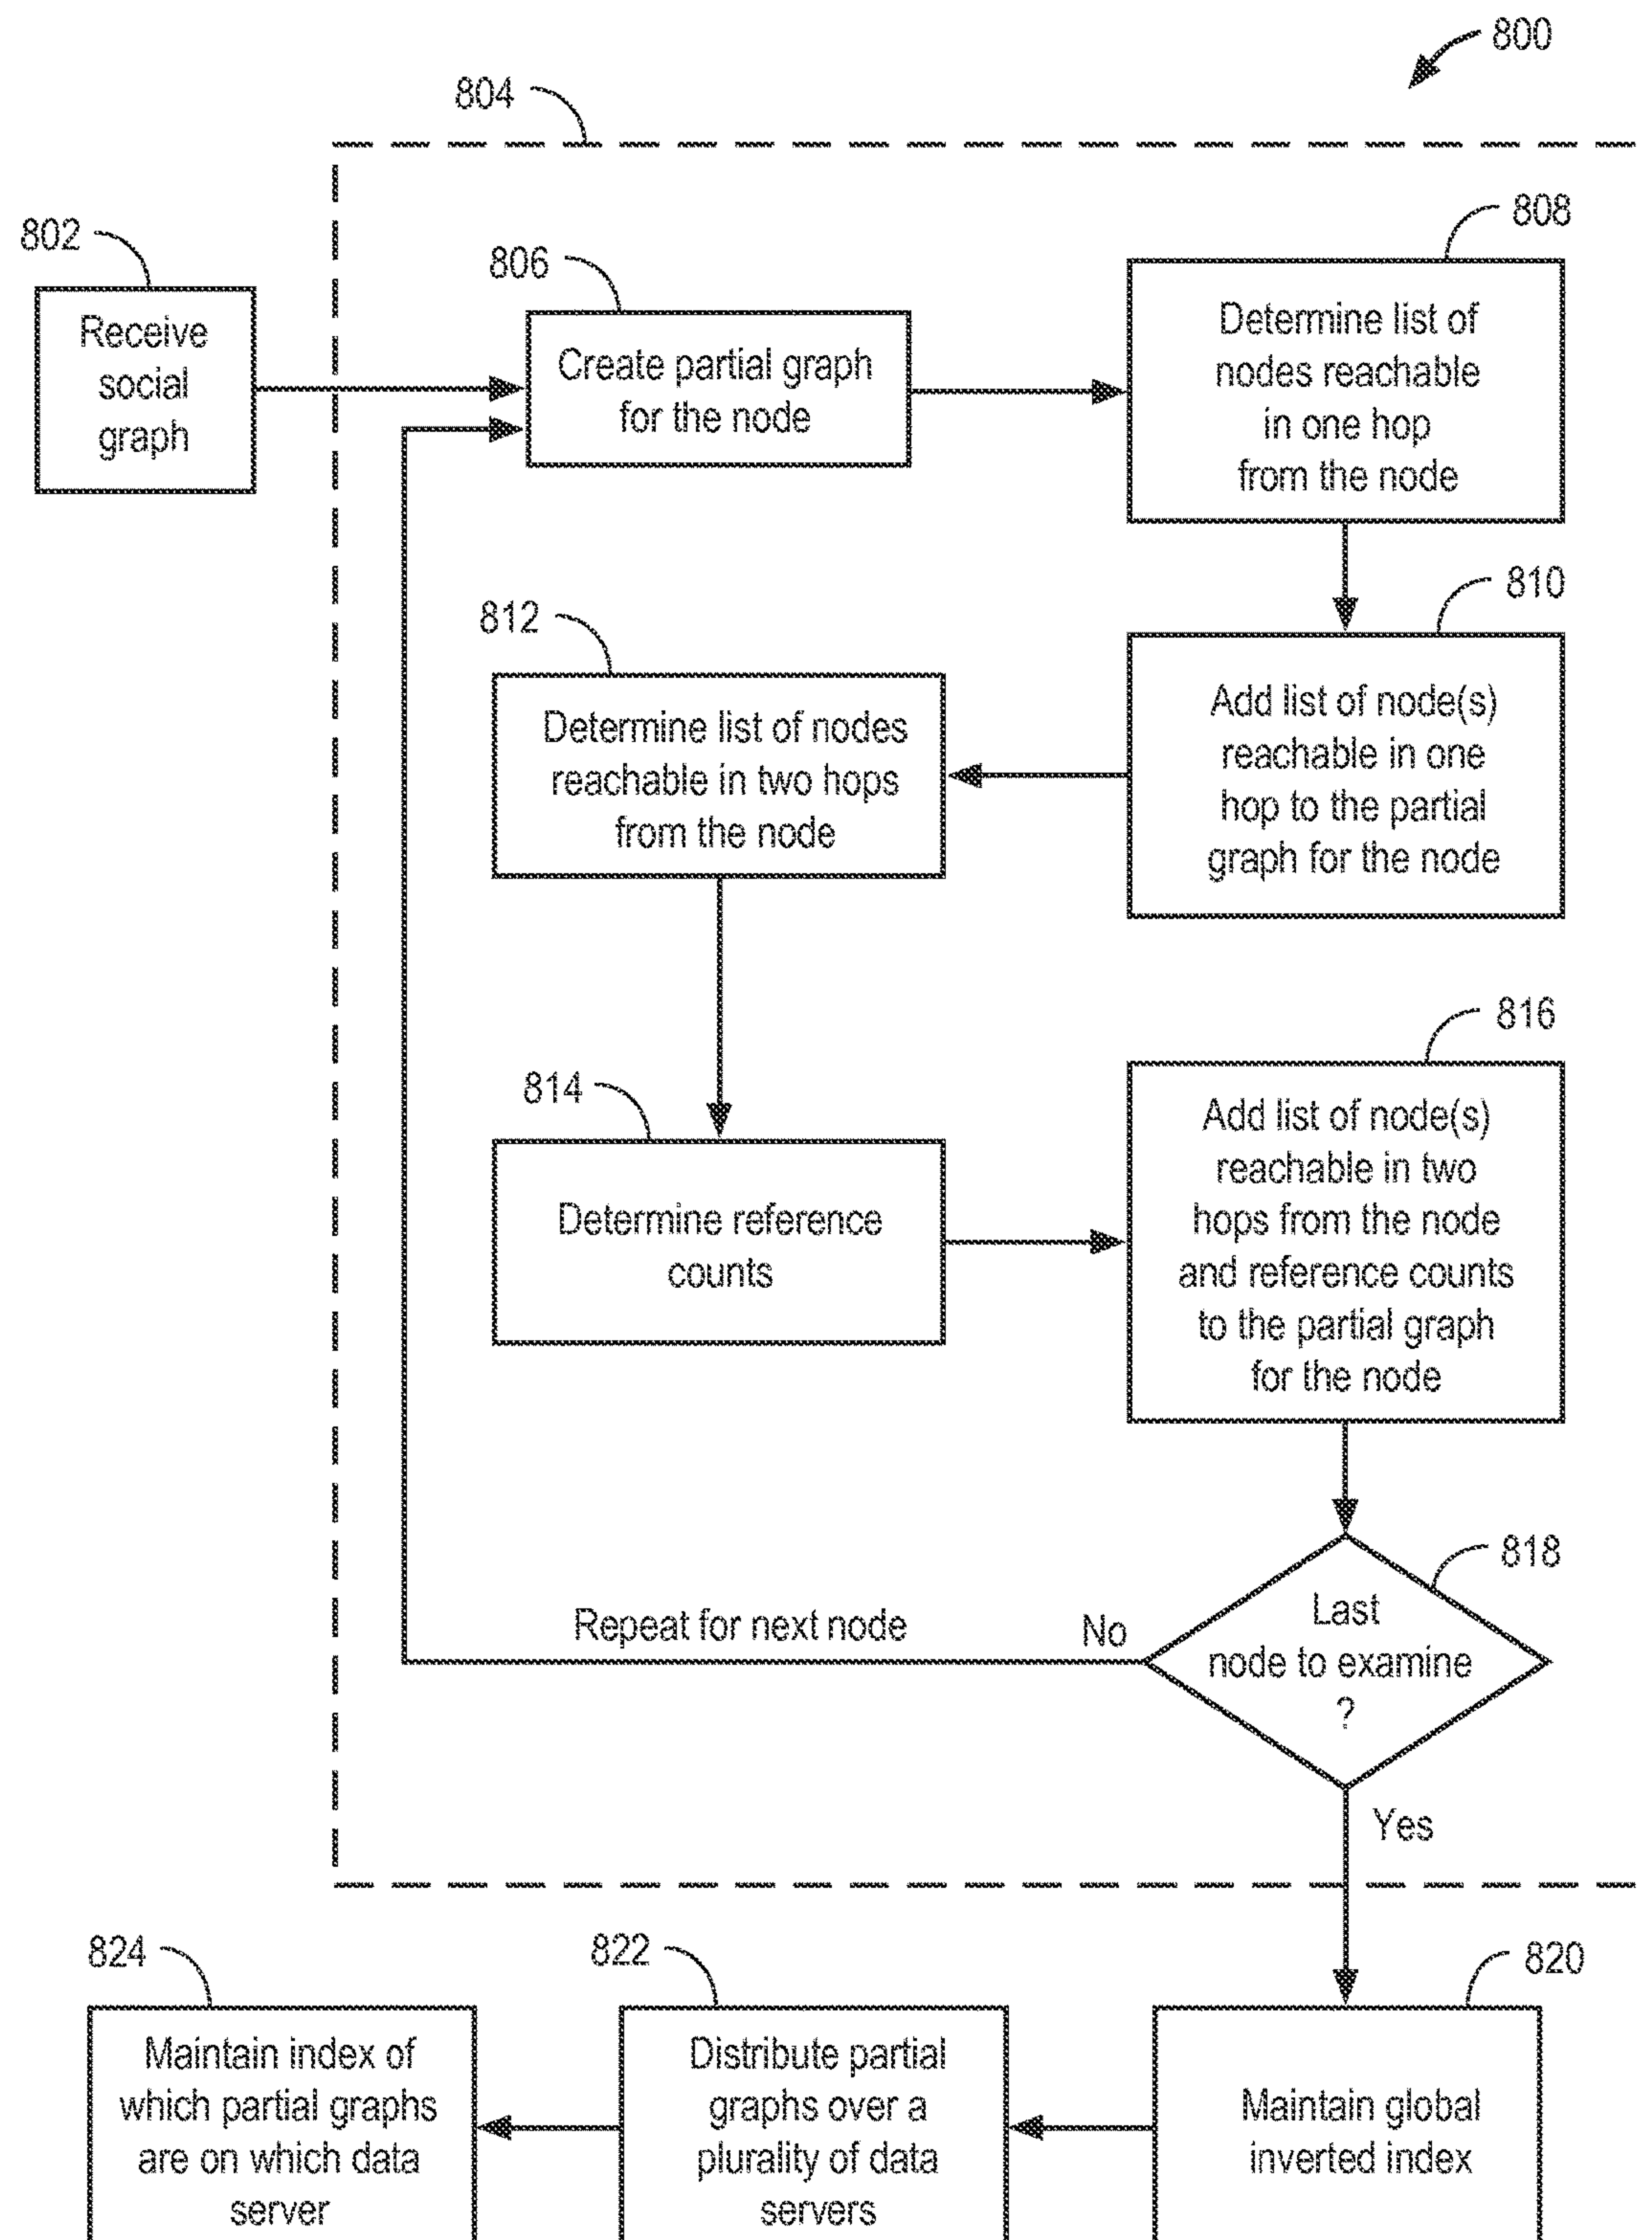 800
804
802
Receive
social
graph
806
Create partial graph
for the node
808
Determine list of
nodes reachable
in one hop
from the node
810
Add list of node(s)
reachable in one
hop to the partial
graph for the node
812
Determine list of nodes
reachable in two hops
from the node
814
Determine reference
counts
816
Add list of node(s)
reachable in two
hops from the node
and reference counts
to the partial graph
for the node
818
Last
node to examine
?
No
Repeat for next node
Yes
820
Maintain global
inverted index
822
Distribute partial
graphs over a
plurality of data
servers
824
Maintain index of
which partial graphs
are on which data
server